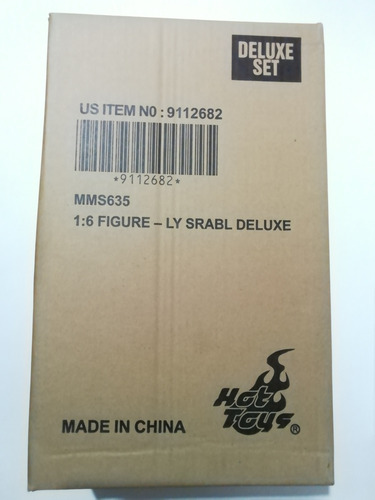 DELUXE
SET
US ITEM N0 : 9112682
*9112682*
MMS635
1:6 FIGURE – LY SRABL DELUXE
Hot
Toys ®
MADE IN CHINA